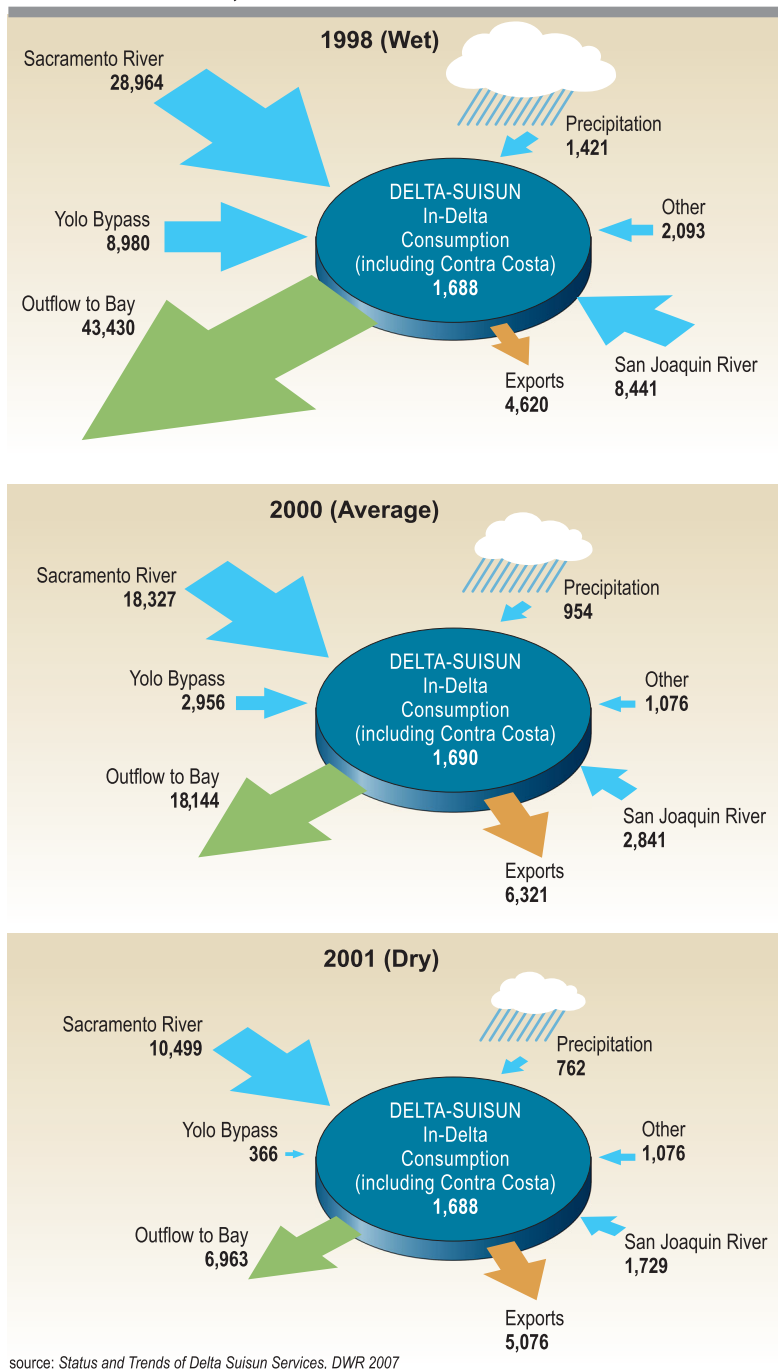 1998 (Wet)
Sacramento River
28,964
Precipitation
1,421
Yolo Bypass
8,980
DELTA-SUISUN
In-Delta
Consumption
(including Contra Costa)
1,688
Other
2,093
Outflow to Bay
43,430
Exports
4,620
San Joaquin River
8,441
2000 (Average)
Sacramento River
18,327
Precipitation
954
Yolo Bypass
2,956
DELTA-SUISUN
In-Delta
Consumption
(including Contra Costa)
1,690
Other
1,076
Outflow to Bay
18,144
Exports
6,321
San Joaquin River
2,841
2001 (Dry)
Sacramento River
10,499
Precipitation
762
Yolo Bypass
366
DELTA-SUISUN
In-Delta
Consumption
(including Contra Costa)
1,688
Other
1,076
Outflow to Bay
6,963
Exports
5,076
San Joaquin River
1,729
source: Status and Trends of Delta Suisun Services. DWR 2007